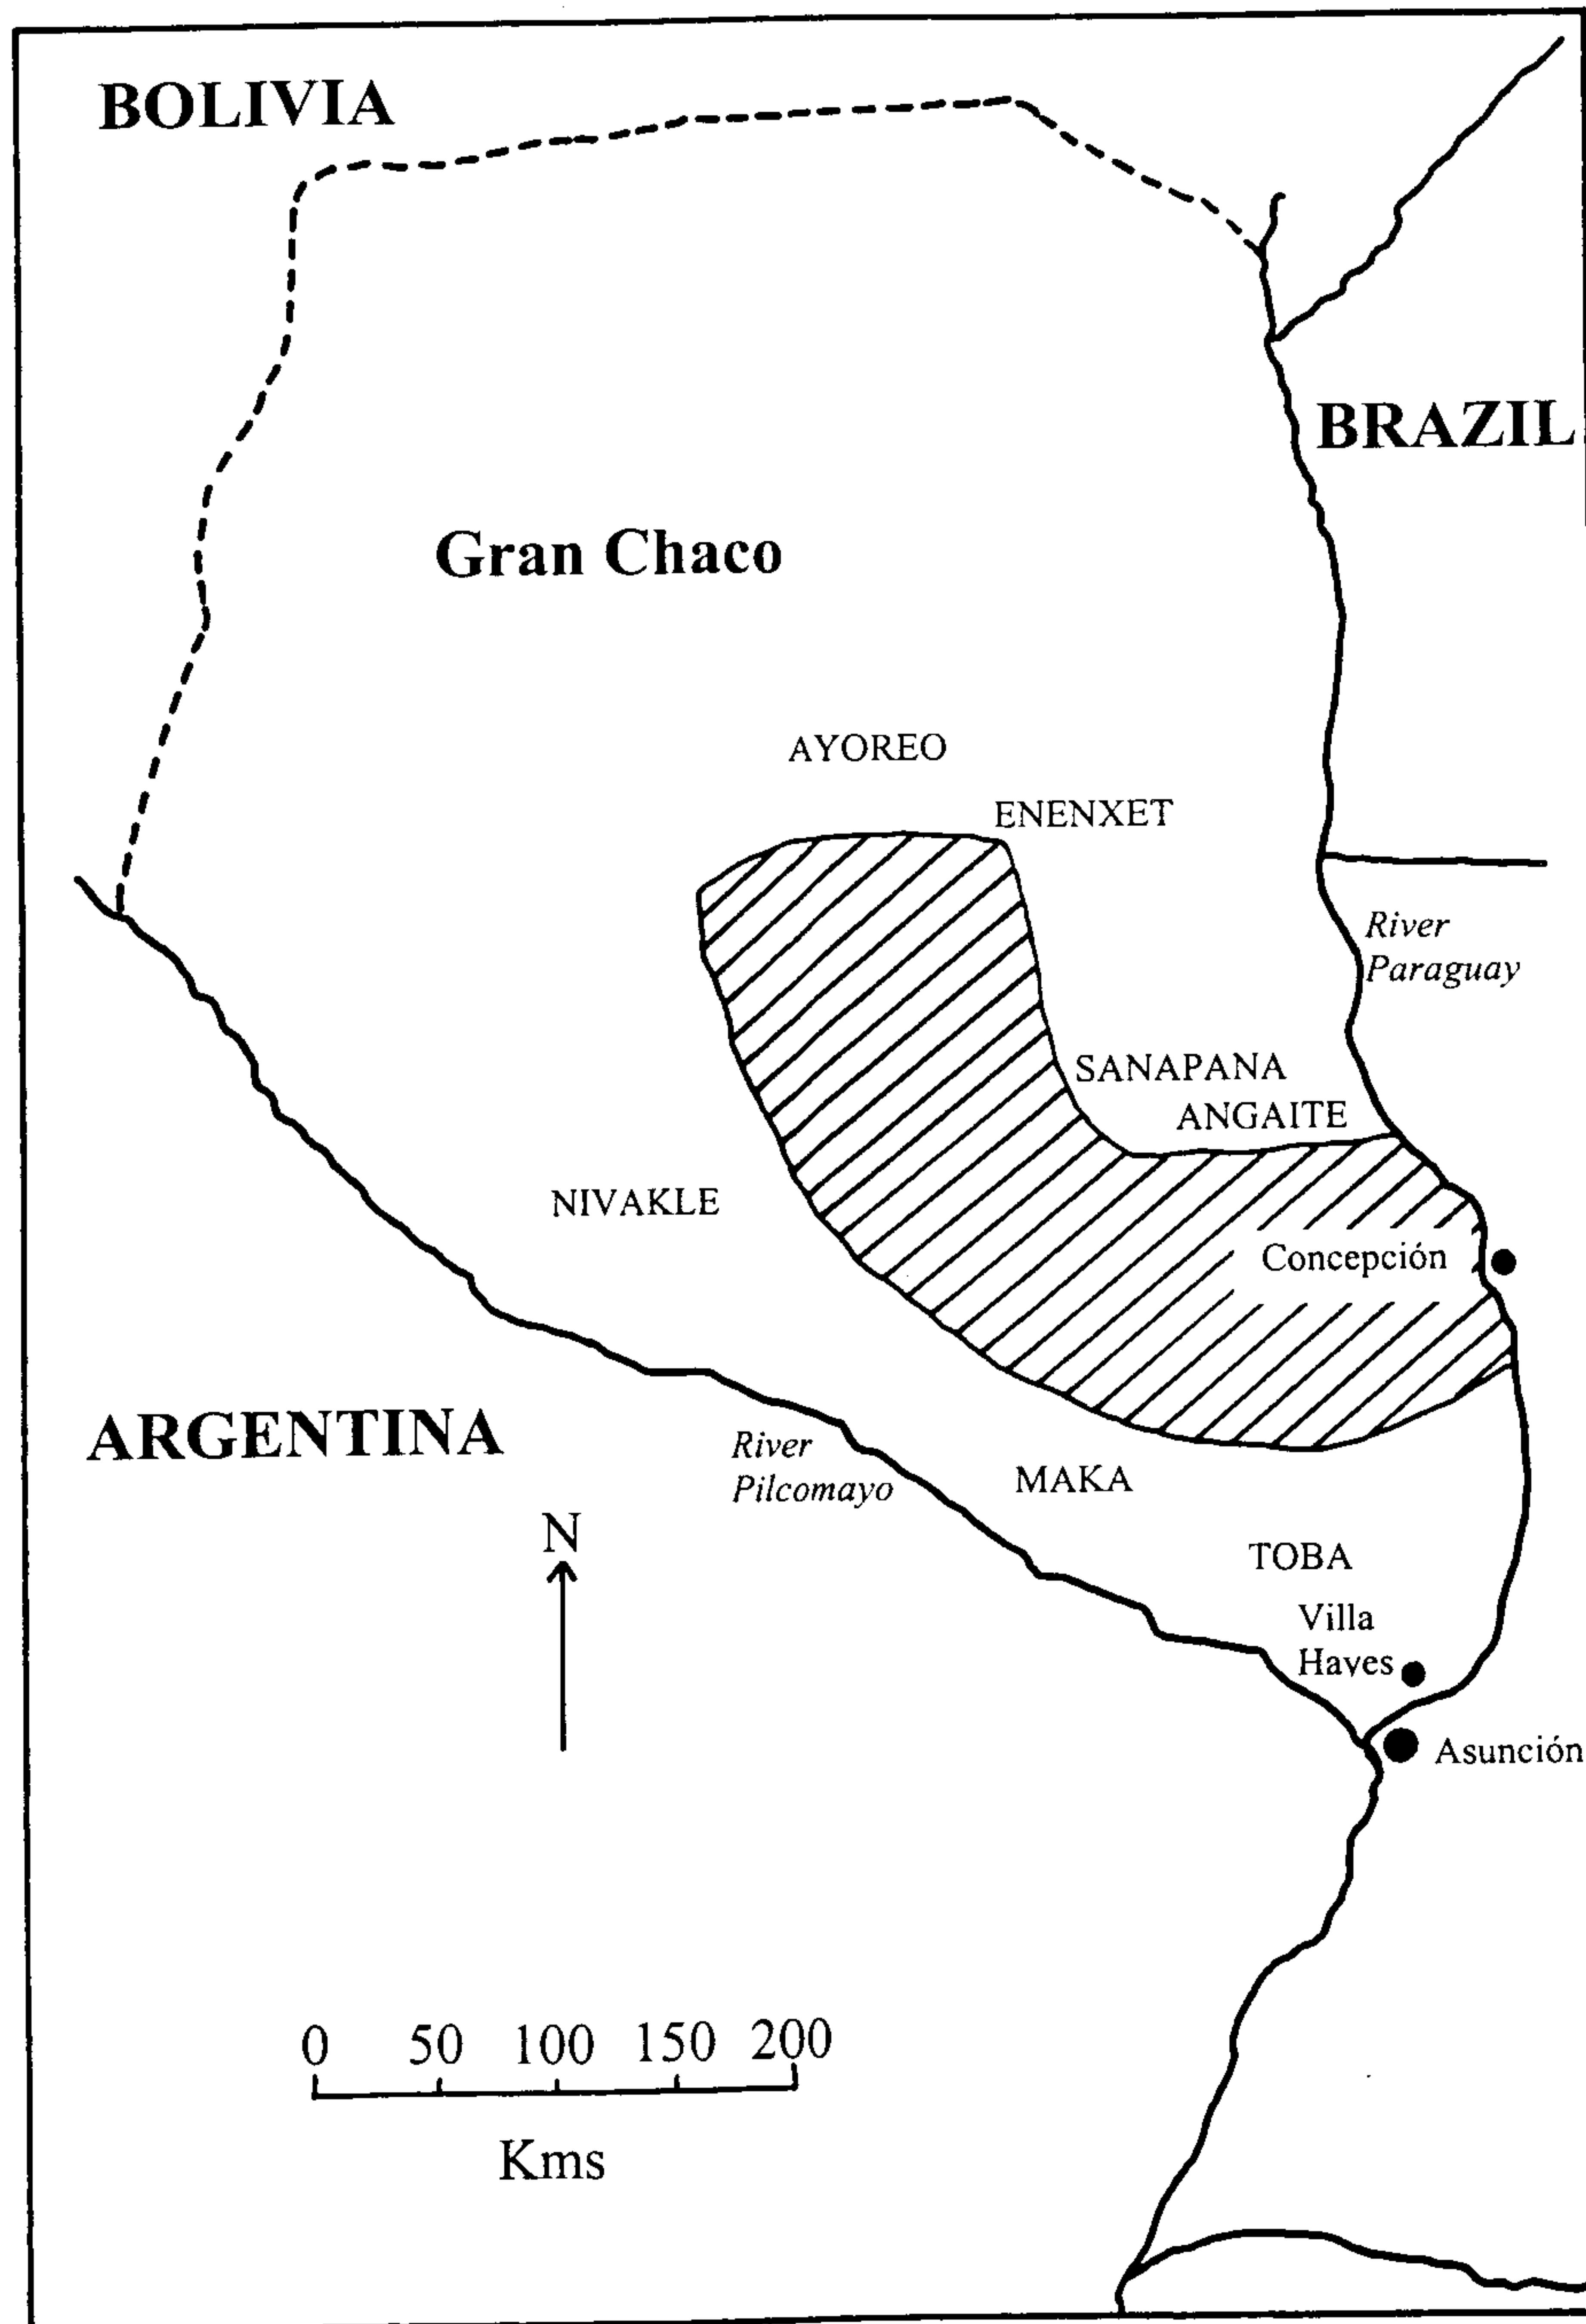 BOLIVIA
BRAZIL
Gran Chaco
AYOREO
ENENXET
River
Paraguay
SANAPANA
ANGAITE
NIVAKLE
Concepción
ARGENTINA
River
Pilcomayo
MAKA
N
TOBA
Villa
Hayes
Asunción
0 50 100 150 200
Kms